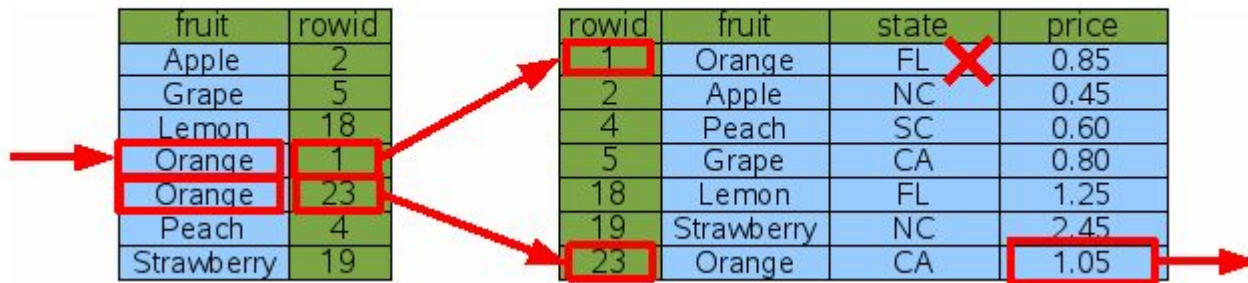 fruit rowid
Apple 2
Grape 5
Lemon 18
Orange 1
Orange 23
Peach 4
Strawberry 19
rowid fruit state price
1 Orange FL 0.85
2 Apple NC 0.45
4 Peach SC 0.60
5 Grape CA 0.80
18 Lemon FL 1.25
19 Strawberry NC 2.45
23 Orange CA 1.05